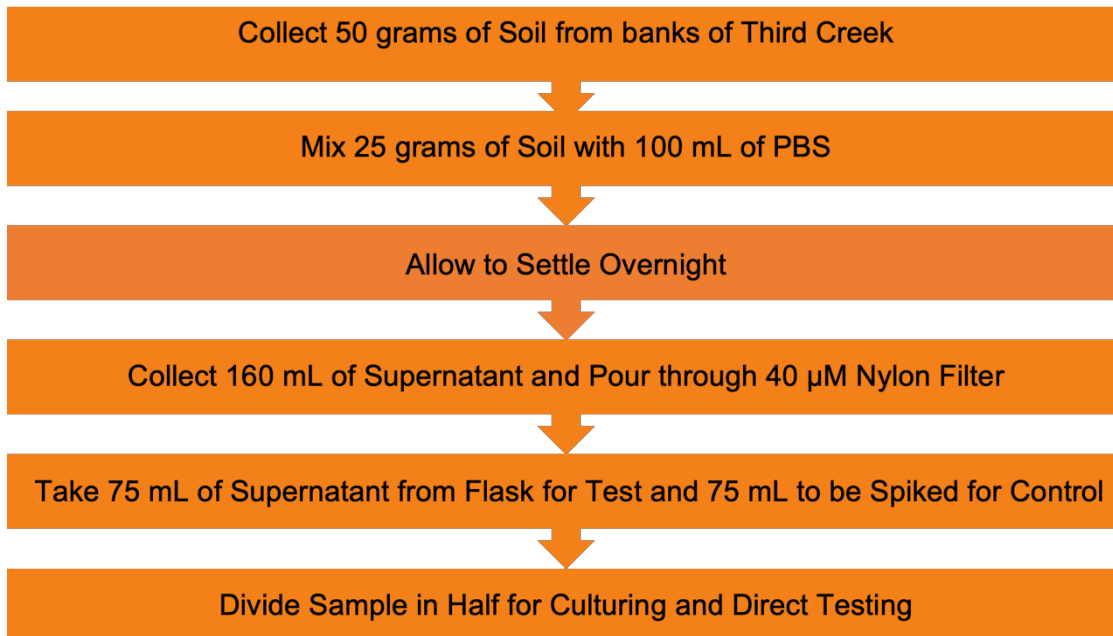 Collect 50 grams of Soil from banks of Third Creek
Mix 25 grams of Soil with 100 mL of PBS
Allow to Settle Overnight
Collect 160 mL of Supernatant and Pour through 40 µM Nylon Filter
Take 75 mL of Supernatant from Flask for Test and 75 mL to be Spiked for Control
Divide Sample in Half for Culturing and Direct Testing